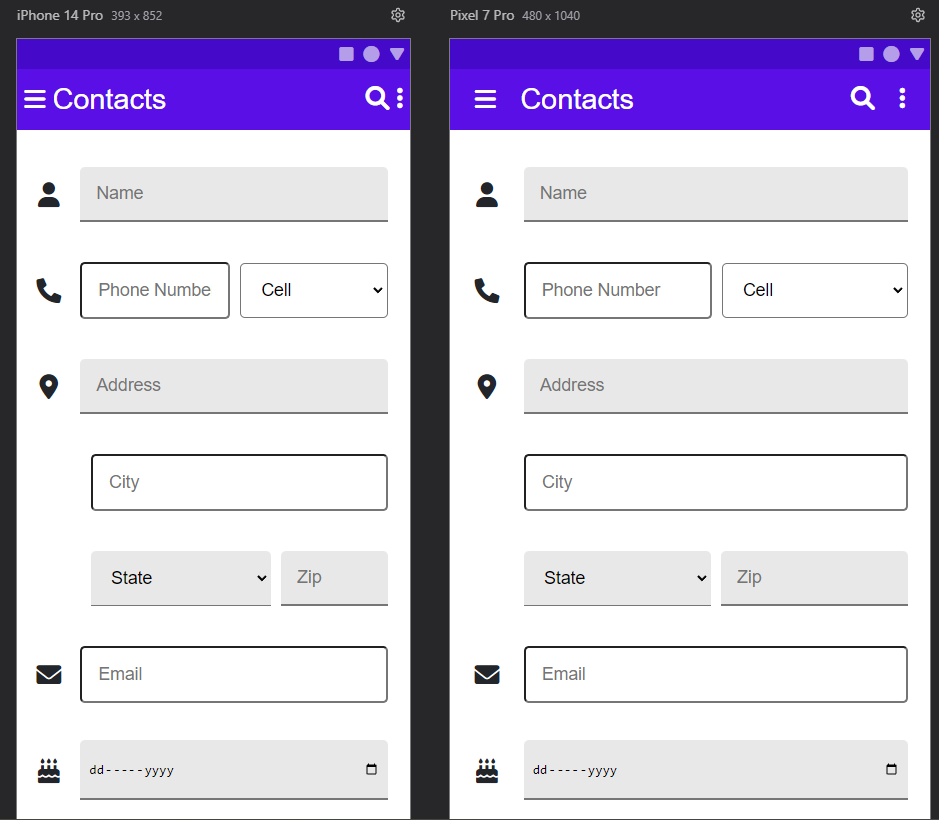 iPhone 14 Pro 393 x 852
Pixel 7 Pro 480 x 1040
Contacts
Name
Phone Numbe
Cell
Address
City
State
Zip
Email
dd-----yyyy
Contacts
Name
Phone Number
Cell
Address
City
State
Zip
Email
dd-----yyyy